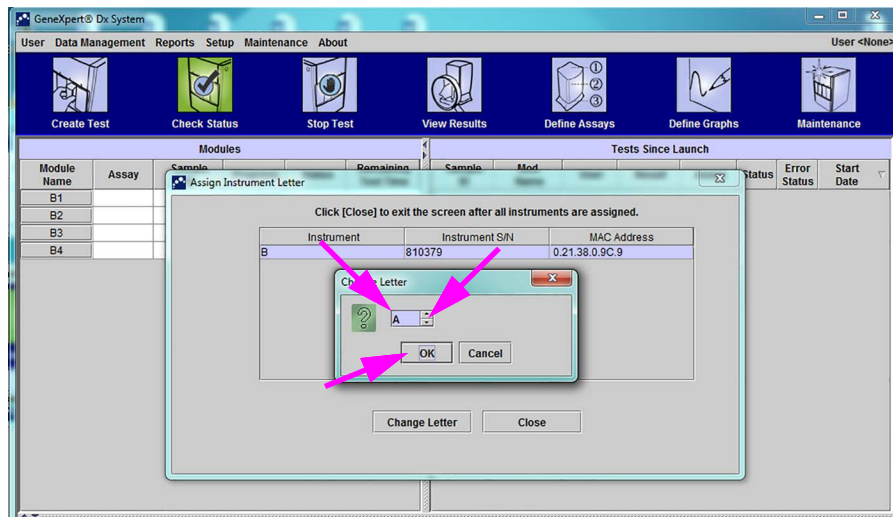 GeneXpert® Dx System
User Data Management Reports Setup Maintenance About User <None>
Create Test Check Status Stop Test View Results Define Assays Define Graphs Maintenance
Modules Tests Since Launch
Module Name Assay Sample Remaining Sample Mod Status Error Status Start Date
Assign Instrument Letter
B1
B2
B3
B4
Click [Close] to exit the screen after all instruments are assigned.
Instrument Instrument S/N MAC Address
B 810379 0.21.38.0.9C.9
Letter
A
OK Cancel
Change Letter Close